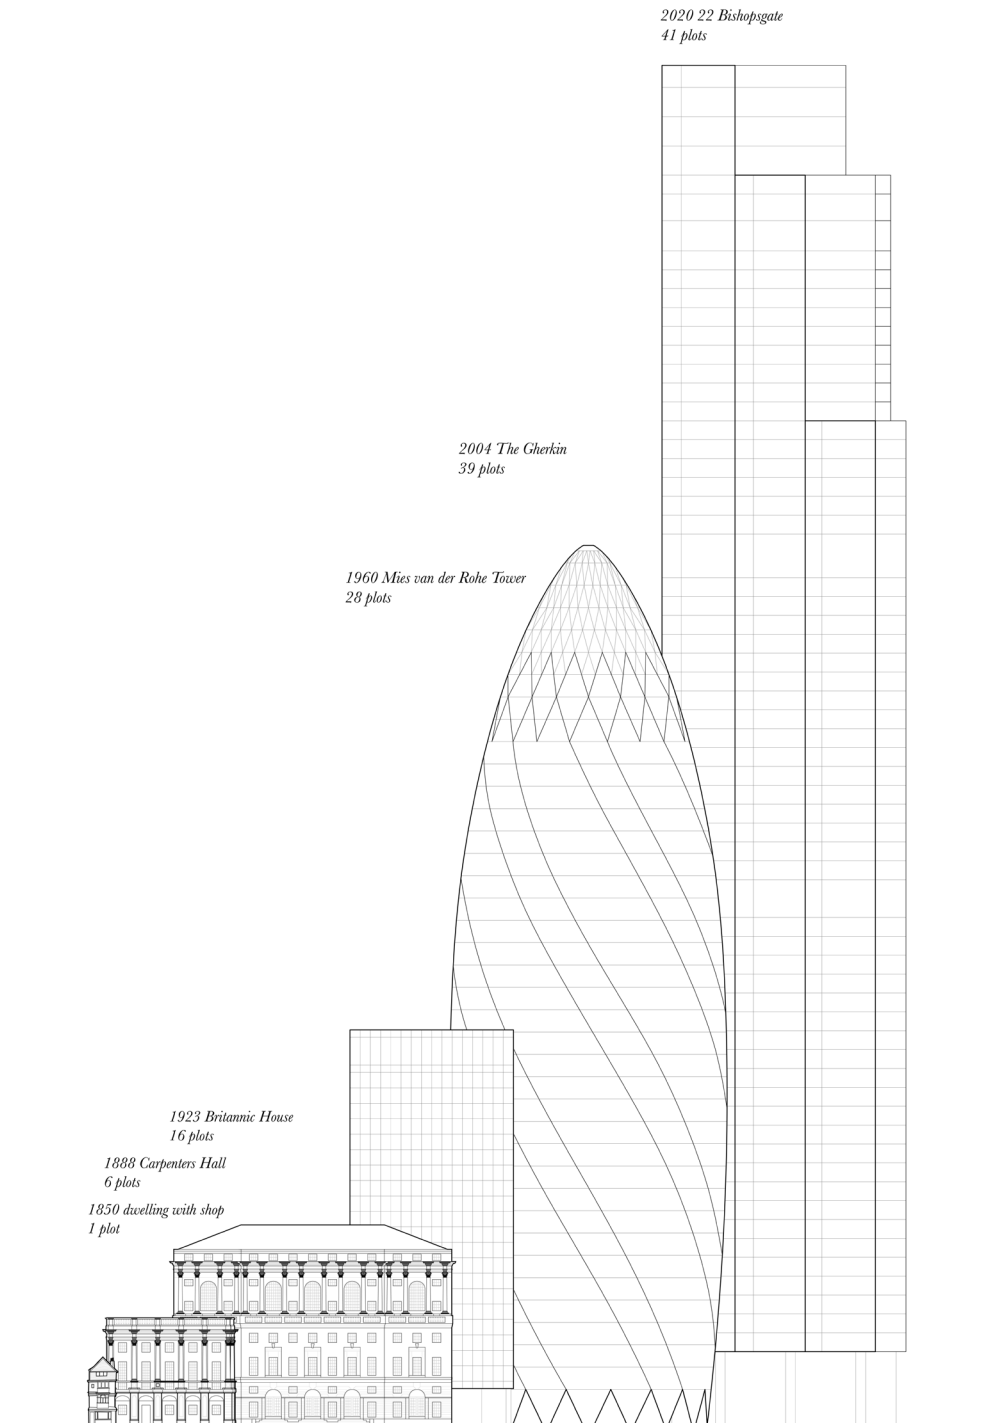 2020 22 Bishopsgate
41 plots
2004 The Gherkin
39 plots
1960 Mies van der Rohe Tower
28 plots
1923 Britannic House
16 plots
1888 Carpenters Hall
6 plots
1850 dwelling with shop
1 plot